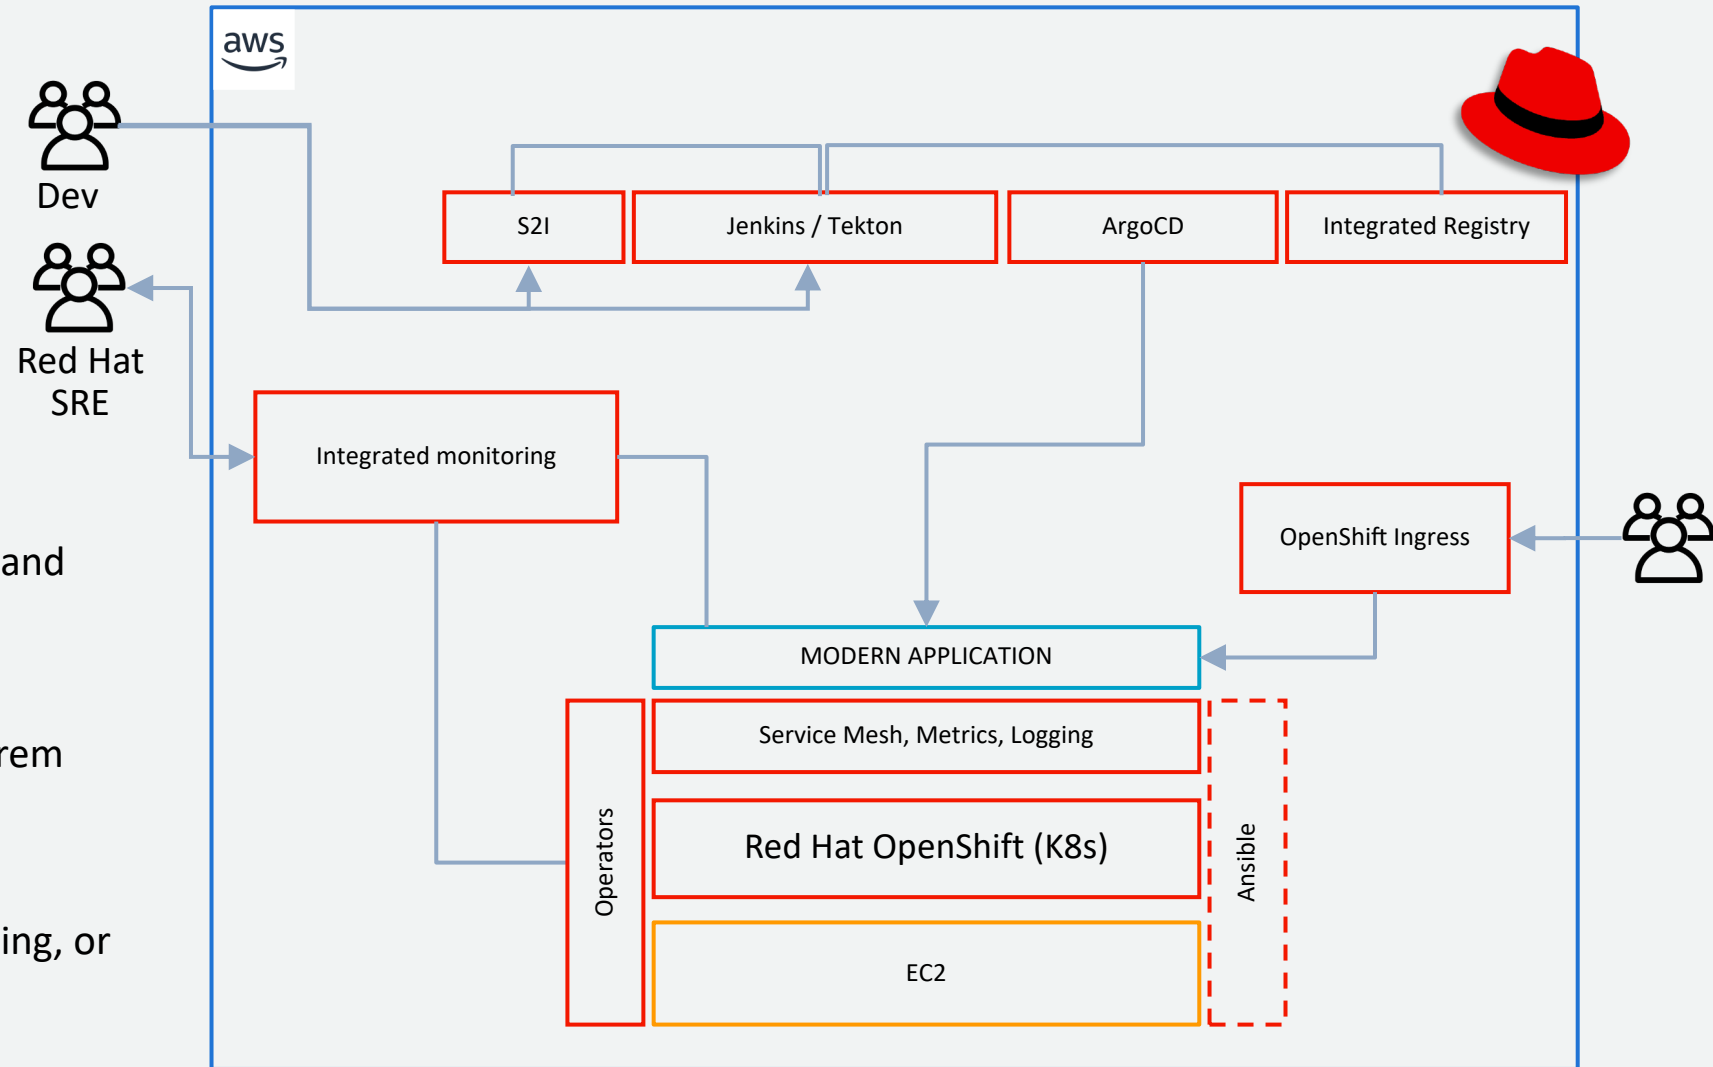 aws
Dev
S2I
Jenkins / Tekton
ArgoCD
Integrated Registry
Red Hat
SRE
Integrated monitoring
OpenShift Ingress
and
MODERN APPLICATION
Service Mesh, Metrics, Logging
rem
Operators
Red Hat OpenShift (K8s)
Ansible
ing, or
EC2